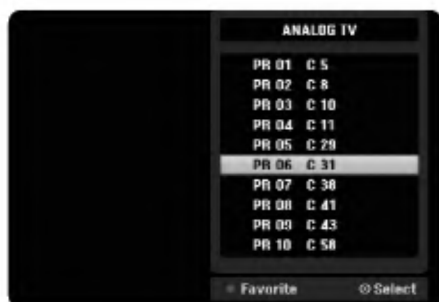 ANALOG TV
PR 01 C 5
PR 02 C 8
PR 03 C 10
PR 04 C 11
PR 05 C 29
PR 06 C 31
PR 07 C 38
PR 08 C 41
PR 09 C 43
PR 10 C 58
Favorite Select